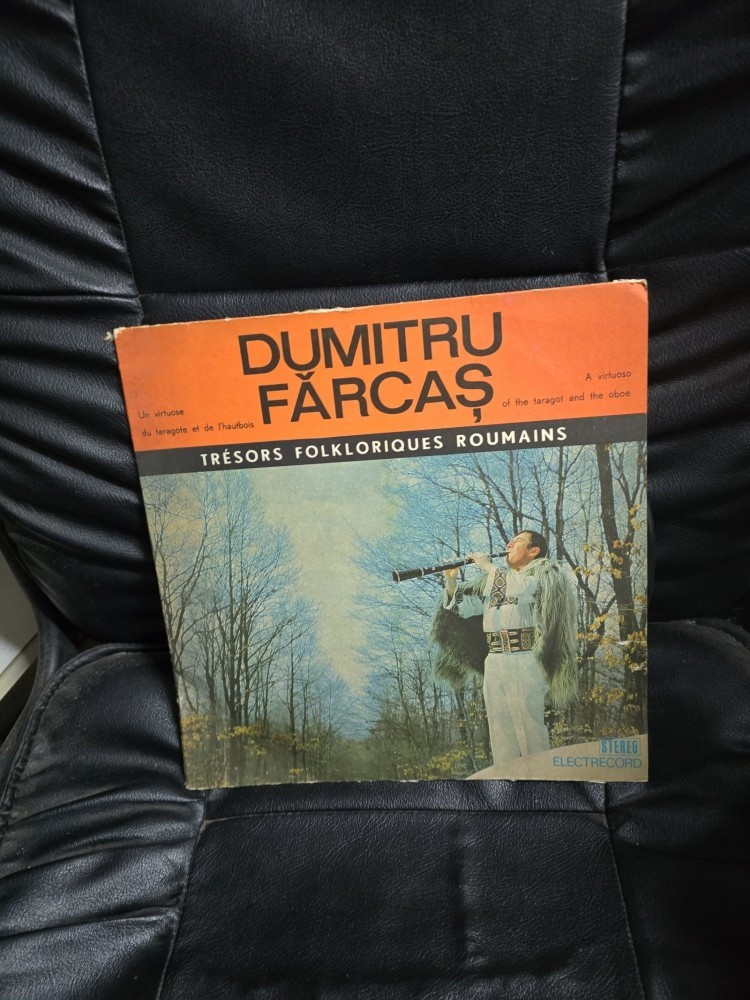 DUMITRU
FĂRCAȘ
Un virtuose
du taragote et de l'hautbois
A virtuoso
of the taragot and the oboe
TRÉSORS FOLKLORIQUES ROUMAINS
STEREO
ELECTRECORD